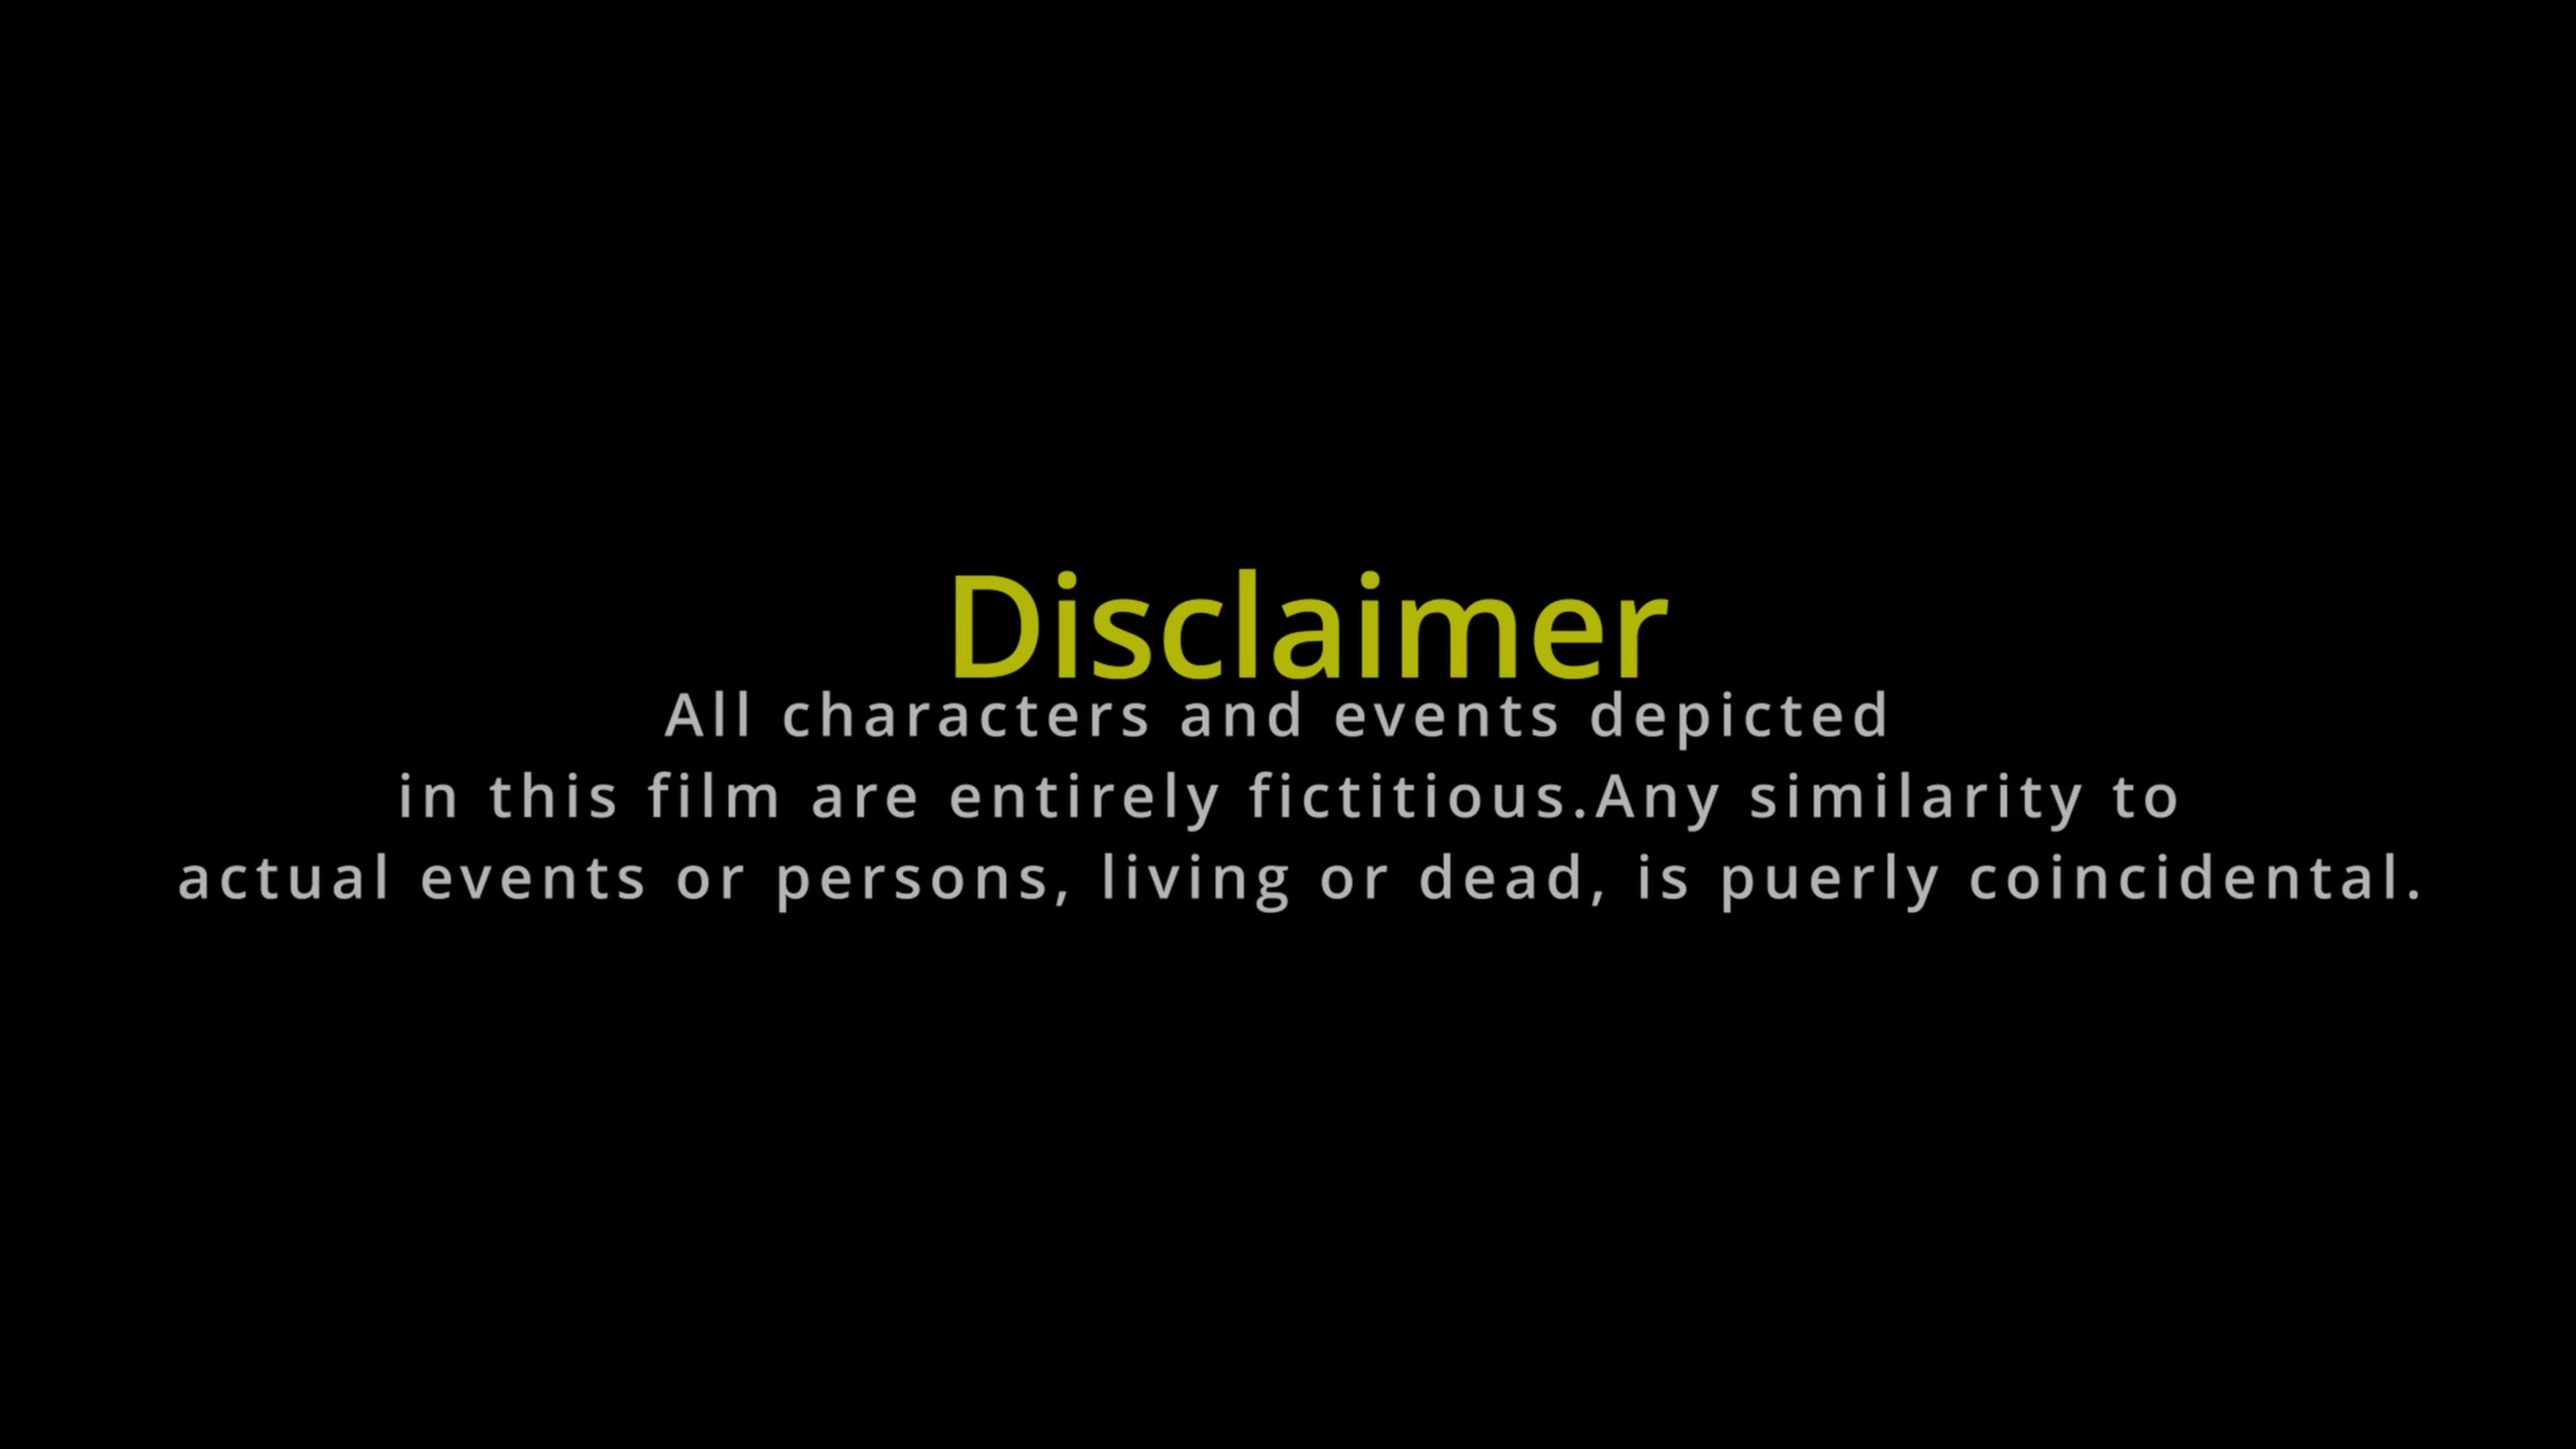 Disclaimer
All characters and events depicted
in this film are entirely fictitious.Any similarity to
actual events or persons, living or dead, is puerly coincidental.